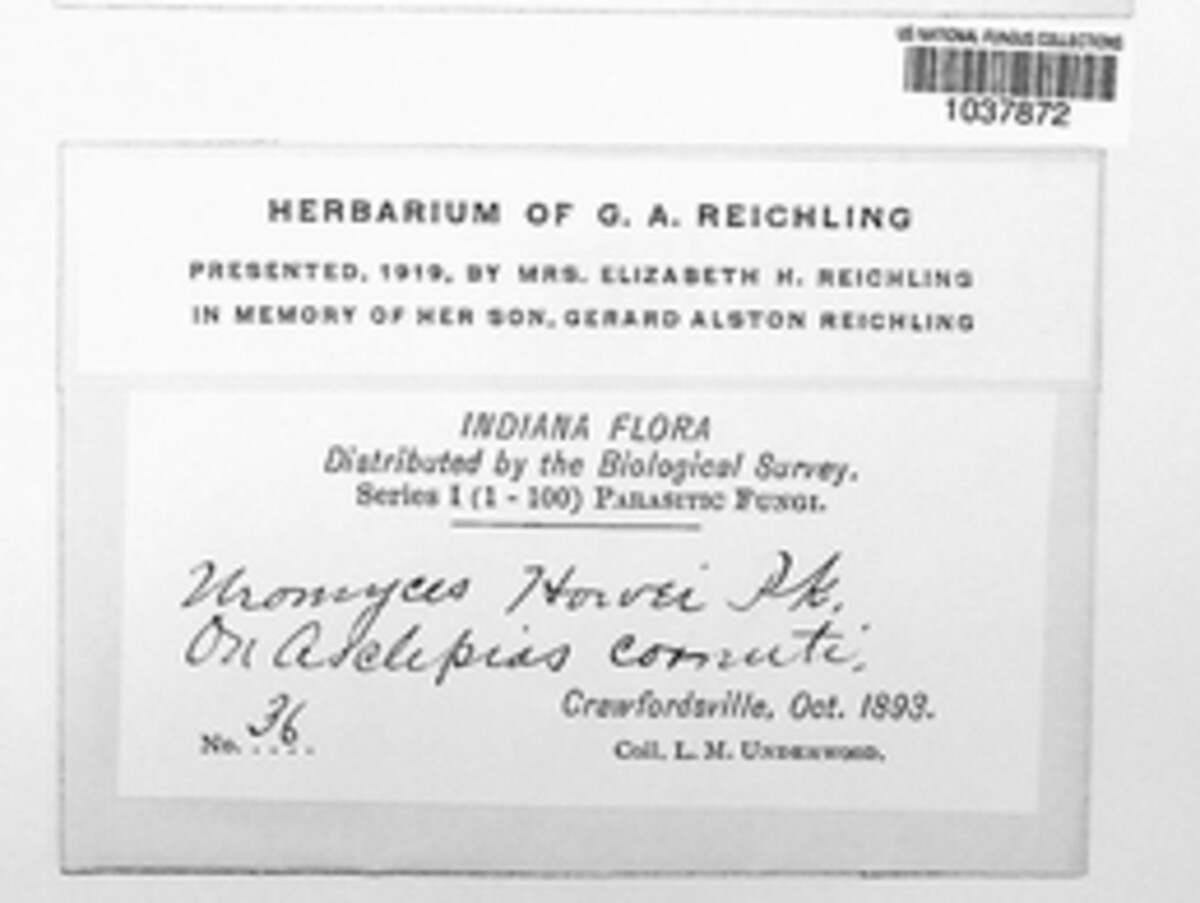 US NATIONAL FUNGUS COLLECTIONS
1037872
HERBARIUM OF G. A. REICHLING
PRESENTED, 1919, BY MRS. ELIZABETH H. REICHLING
IN MEMORY OF HER SON, GERARD ALSTON REICHLING
INDIANA FLORA
Distributed by the Biological Survey.
Series I (1 - 100) PARASITIC FUNGI.
Uromyces Howei Pk.
On Asclepias cornuti.
Crawfordsville, Oct. 1893.
No. 36
Coll. L. M. UNDERWOOD.